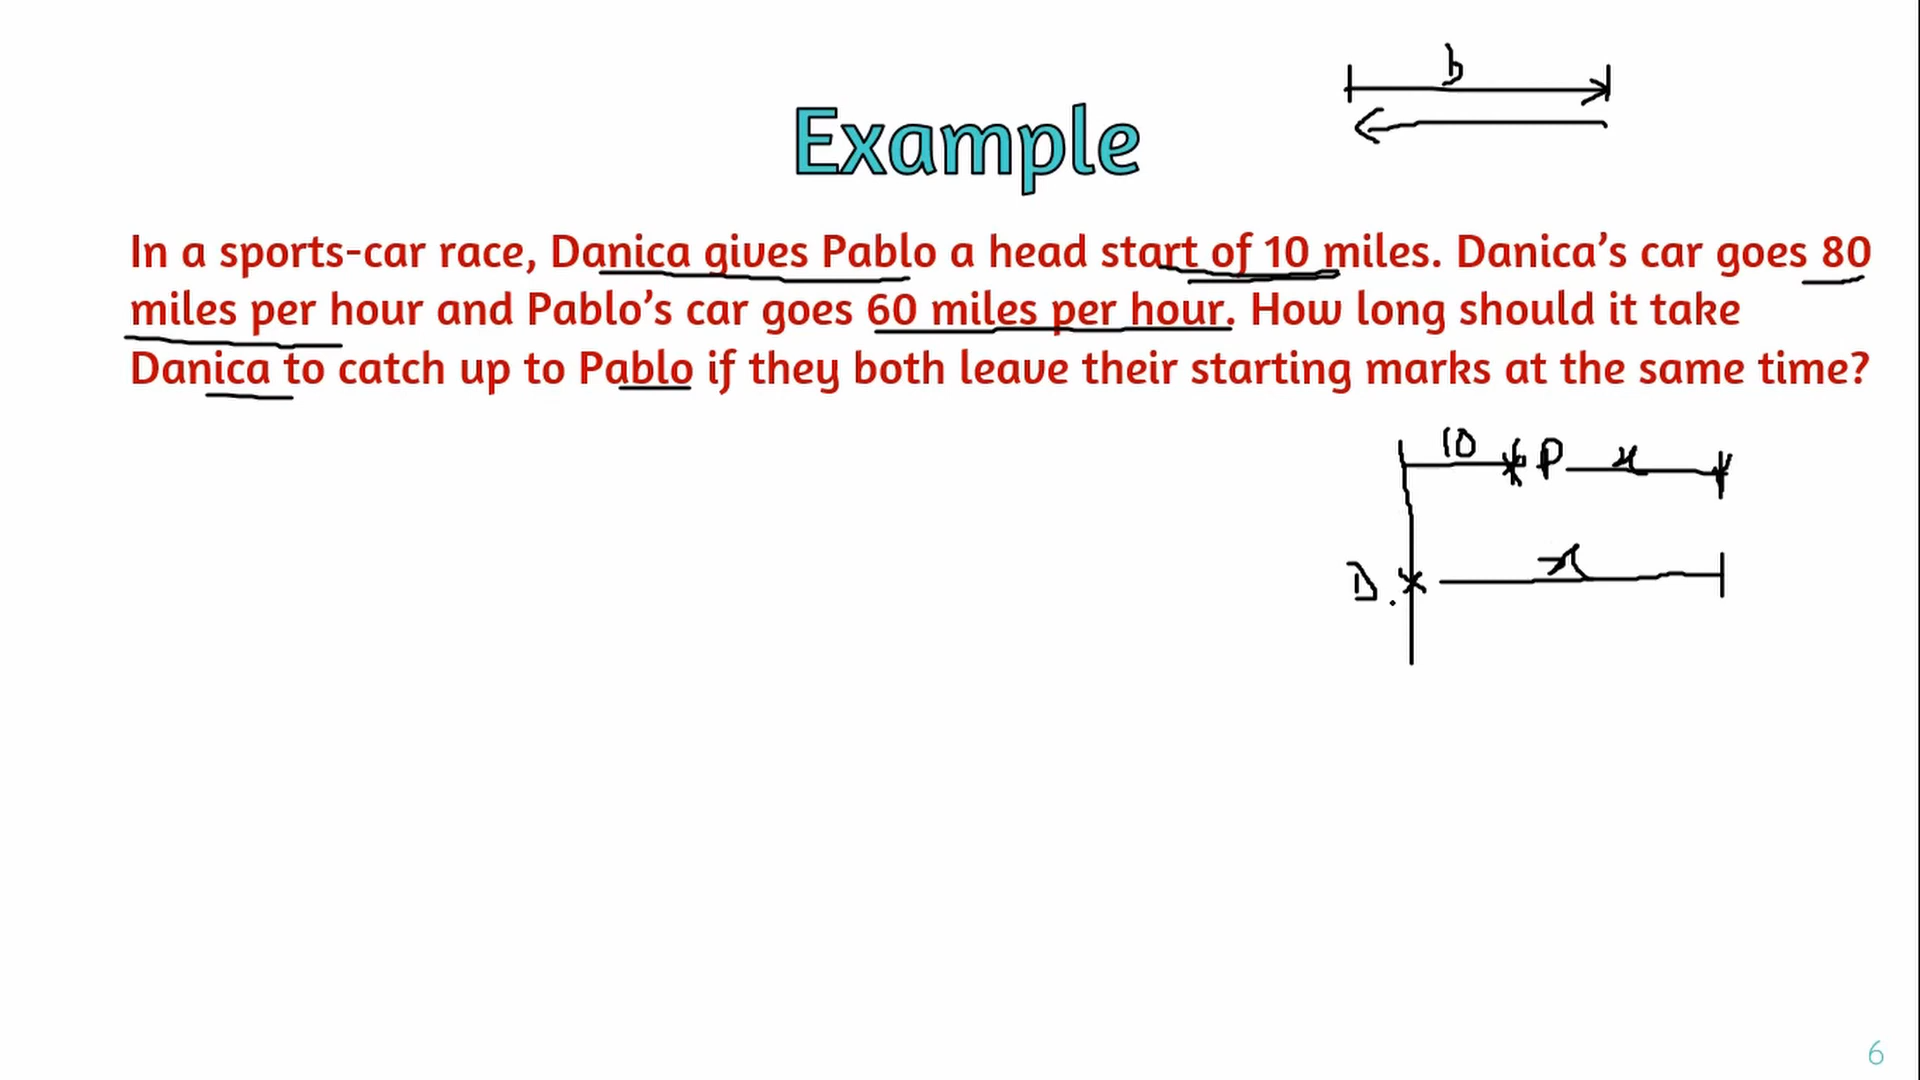 b
Example
In a sports-car race, Danica gives Pablo a head start of 10 miles. Danica’s car goes 80
miles per hour and Pablo’s car goes 60 miles per hour. How long should it take
Danica to catch up to Pablo if they both leave their starting marks at the same time?
10 P x
D.
6